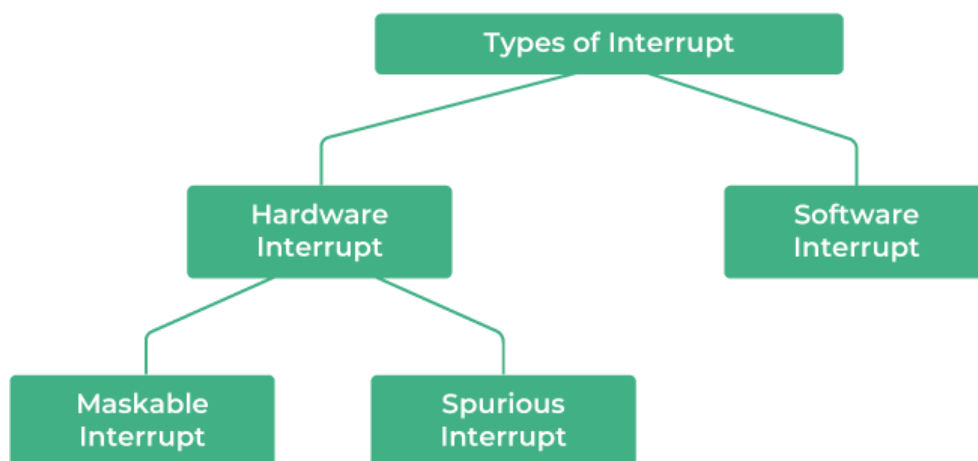 Types of Interrupt
Hardware
Interrupt
Software
Interrupt
Maskable
Interrupt
Spurious
Interrupt